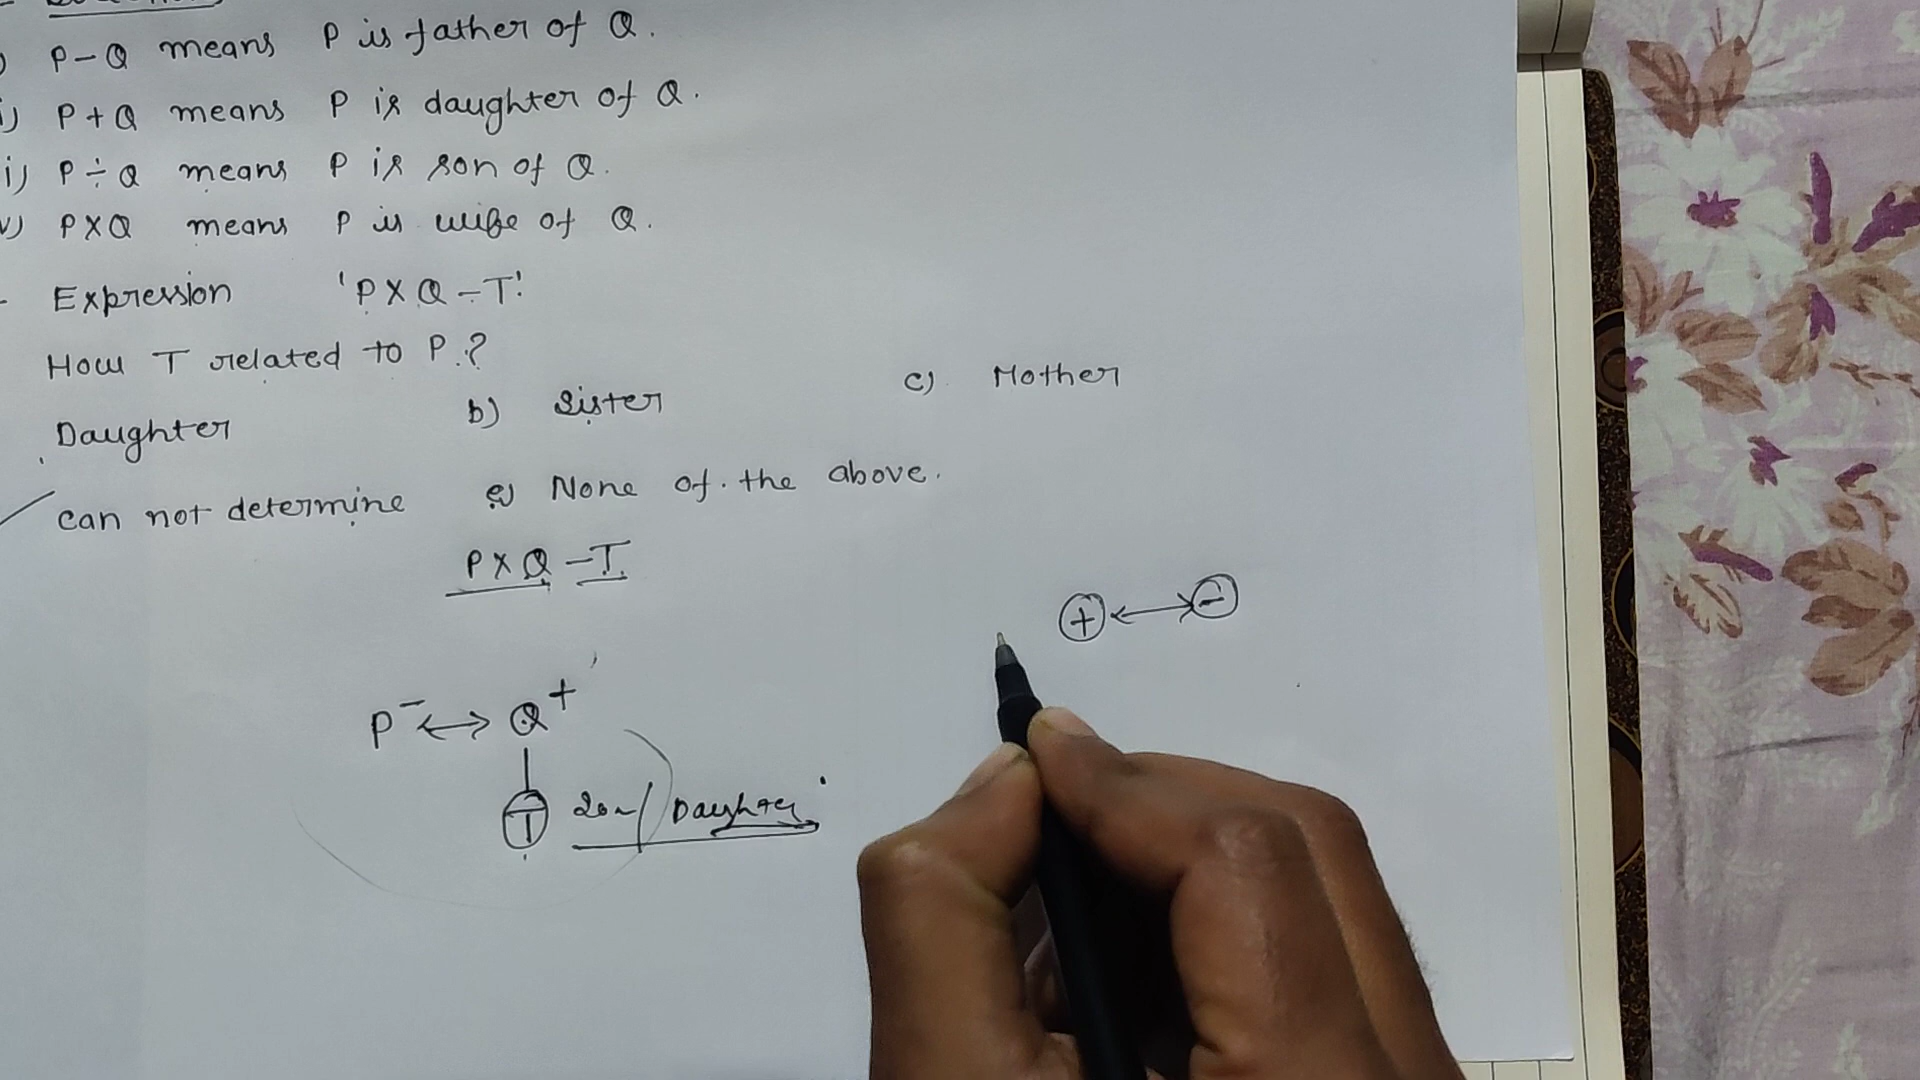 P - Q means P is father of Q.
P + Q means P is daughter of Q.
P ÷ Q means P is son of Q.
P X Q means P is wife of Q.
Expression 'P X Q - T'
How T related to P.?
Daughter b) Sister c) Mother
can not determine e) None of the above.
P X Q - T
+ ↔ -
P⁻ ↔ Q⁺
T Son/Daughter